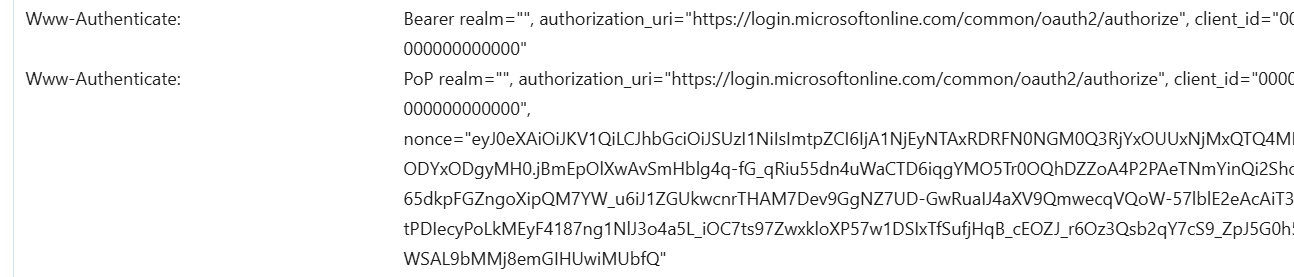 Www-Authenticate: Bearer realm="", authorization_uri="https://login.microsoftonline.com/common/oauth2/authorize", client_id="00
000000000000"
Www-Authenticate: PoP realm="", authorization_uri="https://login.microsoftonline.com/common/oauth2/authorize", client_id="0000
000000000000",
nonce="eyJ0eXAiOiJKV1QiLCJhbGciOiJSUzI1NiIsImtpZCI6IjA1NjEyNTAxRDRFN0NGM0Q3RjYxOUUxNjMxQTQ4M
ODYxODgyMH0.jBmEpOlXwAvSmHblg4q-fG_qRiu55dn4uWaCTD6iqgYMO5Tr0OQhDZZoA4P2PAeTNmYinQi2Sho
65dkpFGZngoXipQM7YW_u6iJ1ZGUkwcnrTHAM7Dev9GgNZ7UD-GwRuaIJ4aXV9QmwecqVQoW-57lblE2eAcAiT3
tPDIecyPoLkMEyF4187ng1NlJ3o4a5L_iOC7ts97ZwxkloXP57w1DSIxTfSufjHqB_cEOZJ_r6Oz3Qsb2qY7cS9_ZpJ5G0h5
WSAL9bMMj8emGIHUwiMUbfQ"